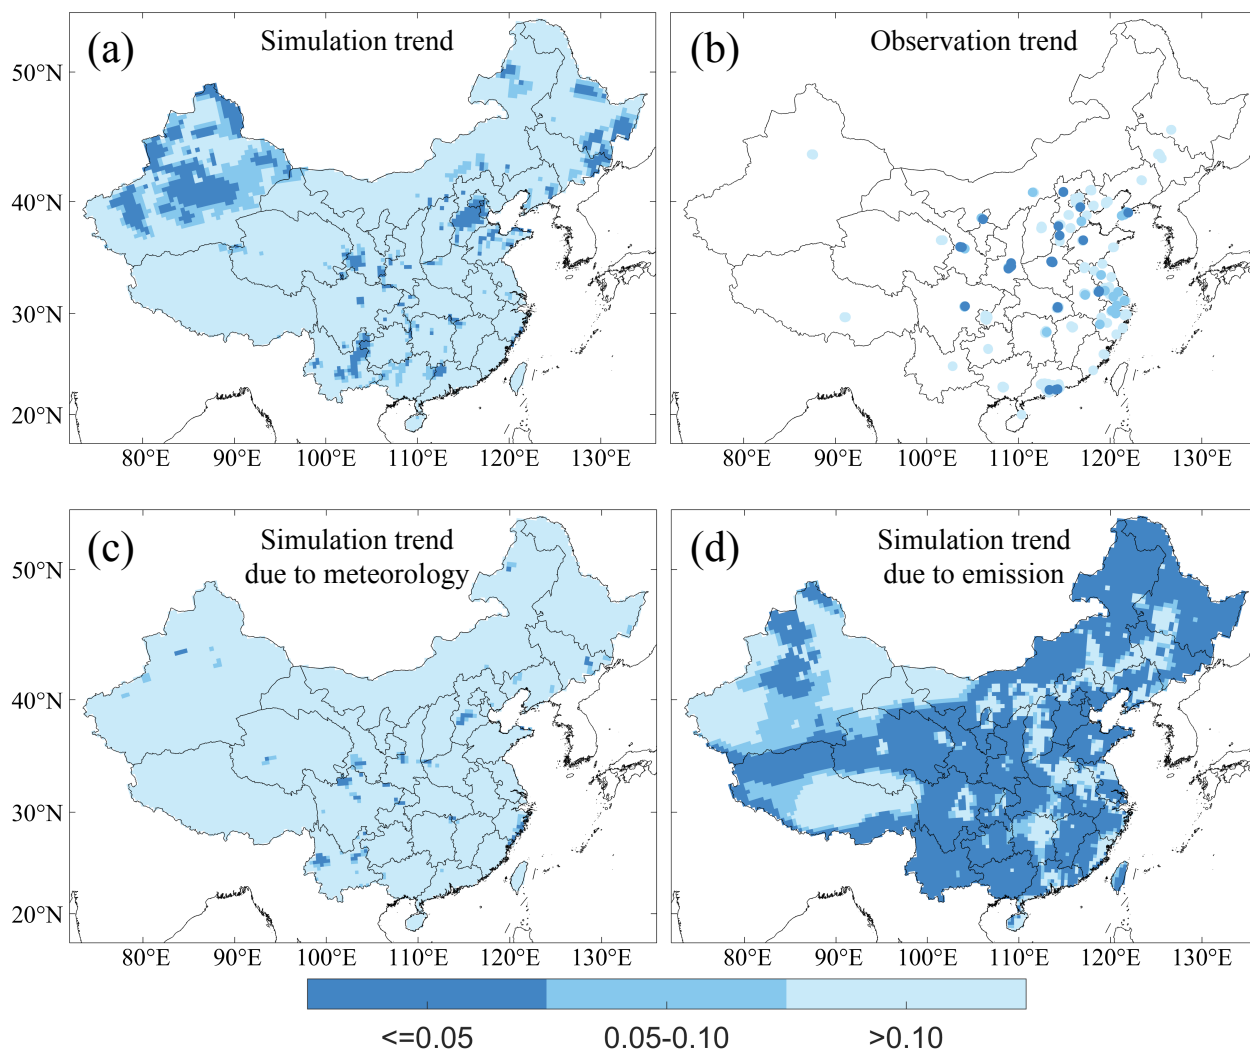 (a)
Simulation trend
50°N
40°N
30°N
20°N
80°E 90°E 100°E 110°E 120°E 130°E
(b)
Observation trend
80°E 90°E 100°E 110°E 120°E 130°E
(c)
Simulation trend
due to meteorology
50°N
40°N
30°N
20°N
80°E 90°E 100°E 110°E 120°E 130°E
(d)
Simulation trend
due to emission
80°E 90°E 100°E 110°E 120°E 130°E
<=0.05 0.05-0.10 >0.10